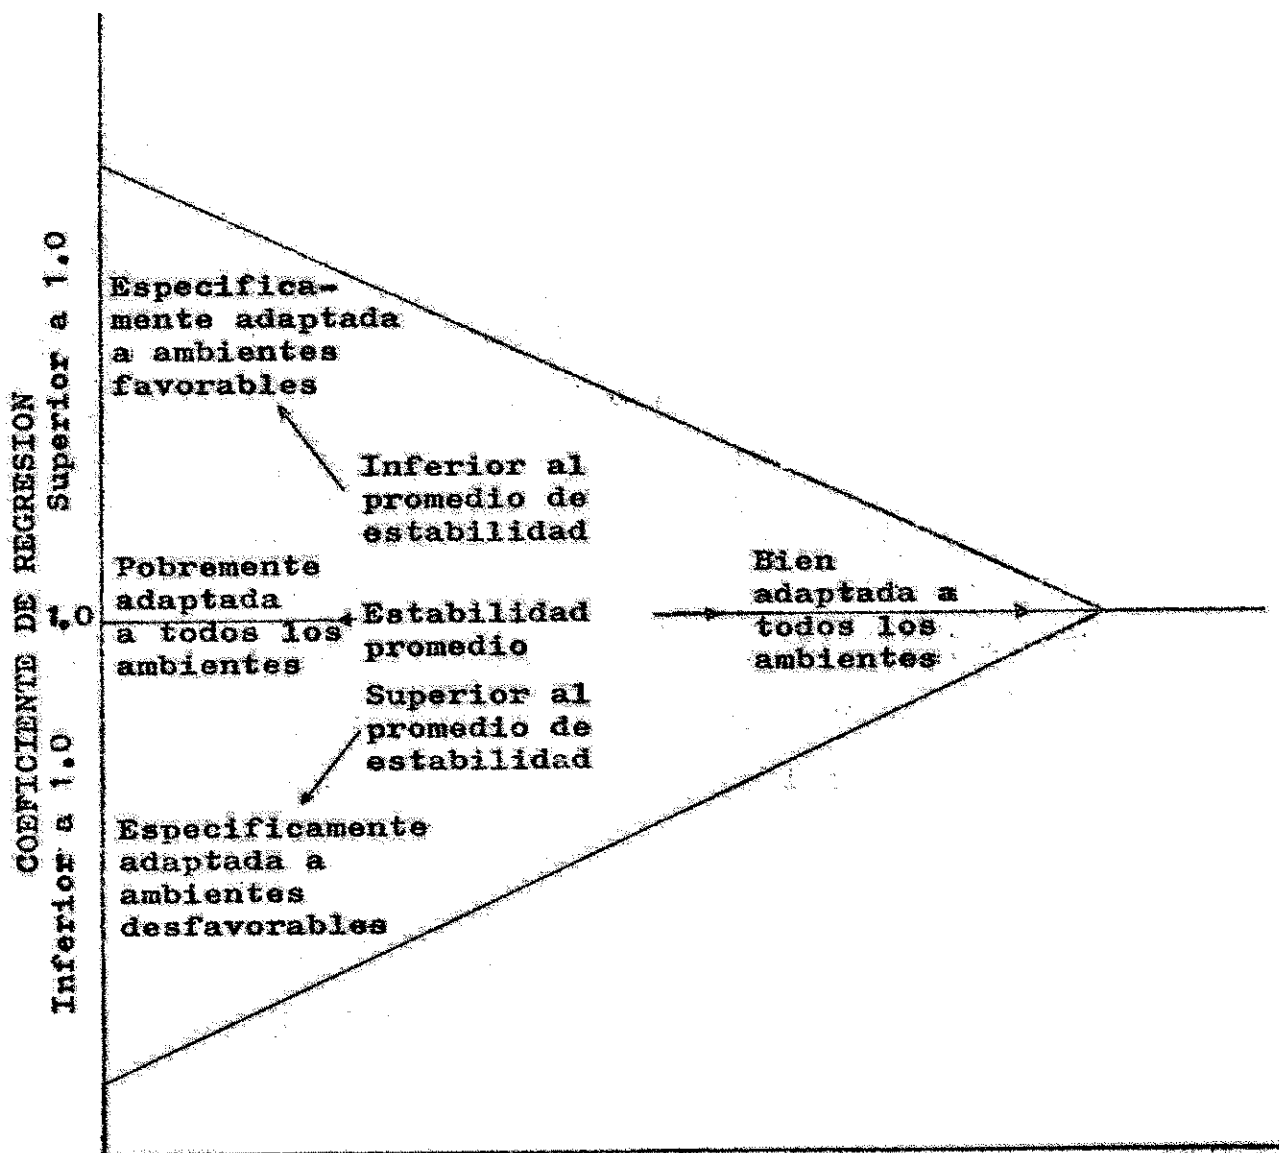 COEFICIENTE DE REGRESION
Superior a 1.0
1.0
Inferior a 1.0
Especifica-
mente adaptada
a ambientes
favorables
Inferior al
promedio de
estabilidad
Pobremente
adaptada
a todos los
ambientes
Estabilidad
promedio
Bien
adaptada a
todos los
ambientes
Superior al
promedio de
estabilidad
Especificamente
adaptada a
ambientes
desfavorables